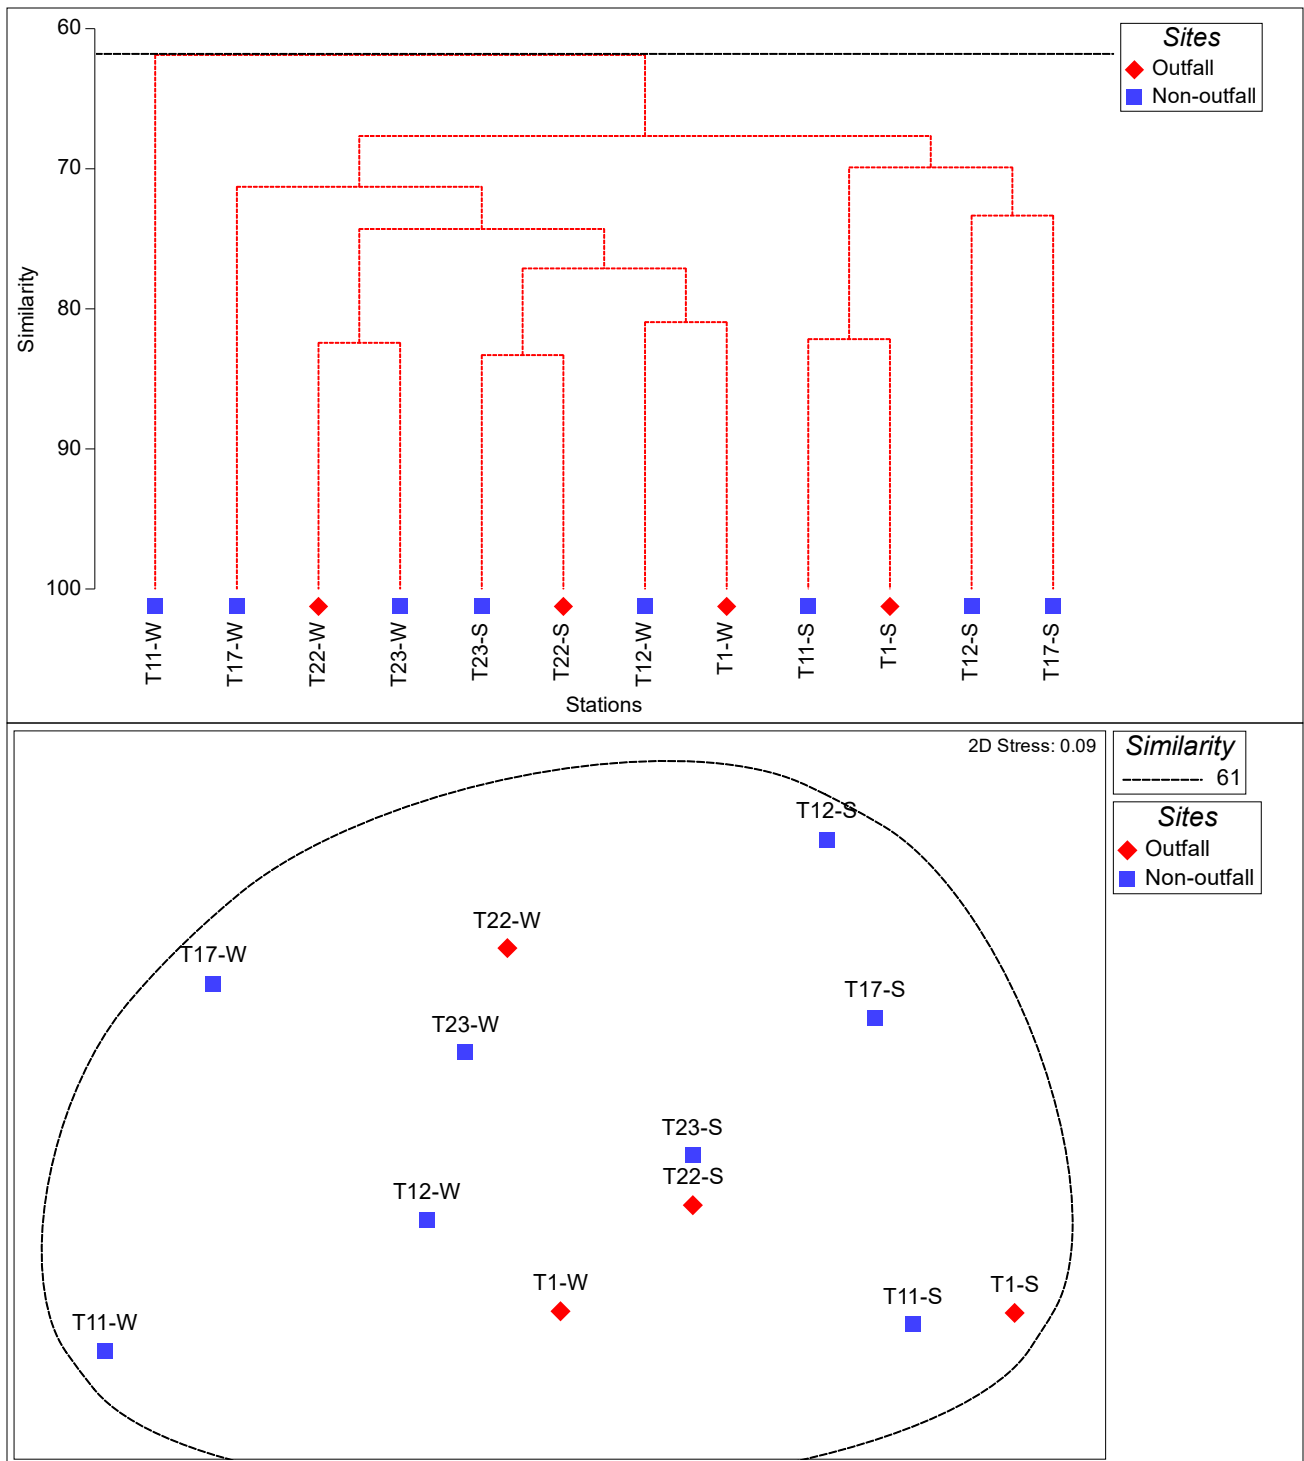 60
70
80
90
100
Similarity
Sites
Outfall
Non-outfall
T11-W
T17-W
T22-W
T23-W
T23-S
T22-S
T12-W
T1-W
T11-S
T1-S
T12-S
T17-S
Stations
2D Stress: 0.09
Similarity
61
Sites
Outfall
Non-outfall
T12-S
T22-W
T17-W
T17-S
T23-W
T23-S
T22-S
T12-W
T1-W
T1-S
T11-S
T11-W